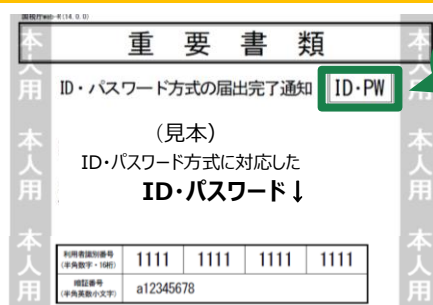 国税庁web-R(14.0.0)
重要書類
ID・パスワード方式の届出完了通知 ID・PW
(見本)
ID・パスワード方式に対応した
ID・パスワード↓
利用者識別番号
(半角数字・16桁) 1111 1111 1111 1111
暗証番号
(半角英数小文字) a12345678
本人用
本人用
本人用
本人用
本人用
本人用